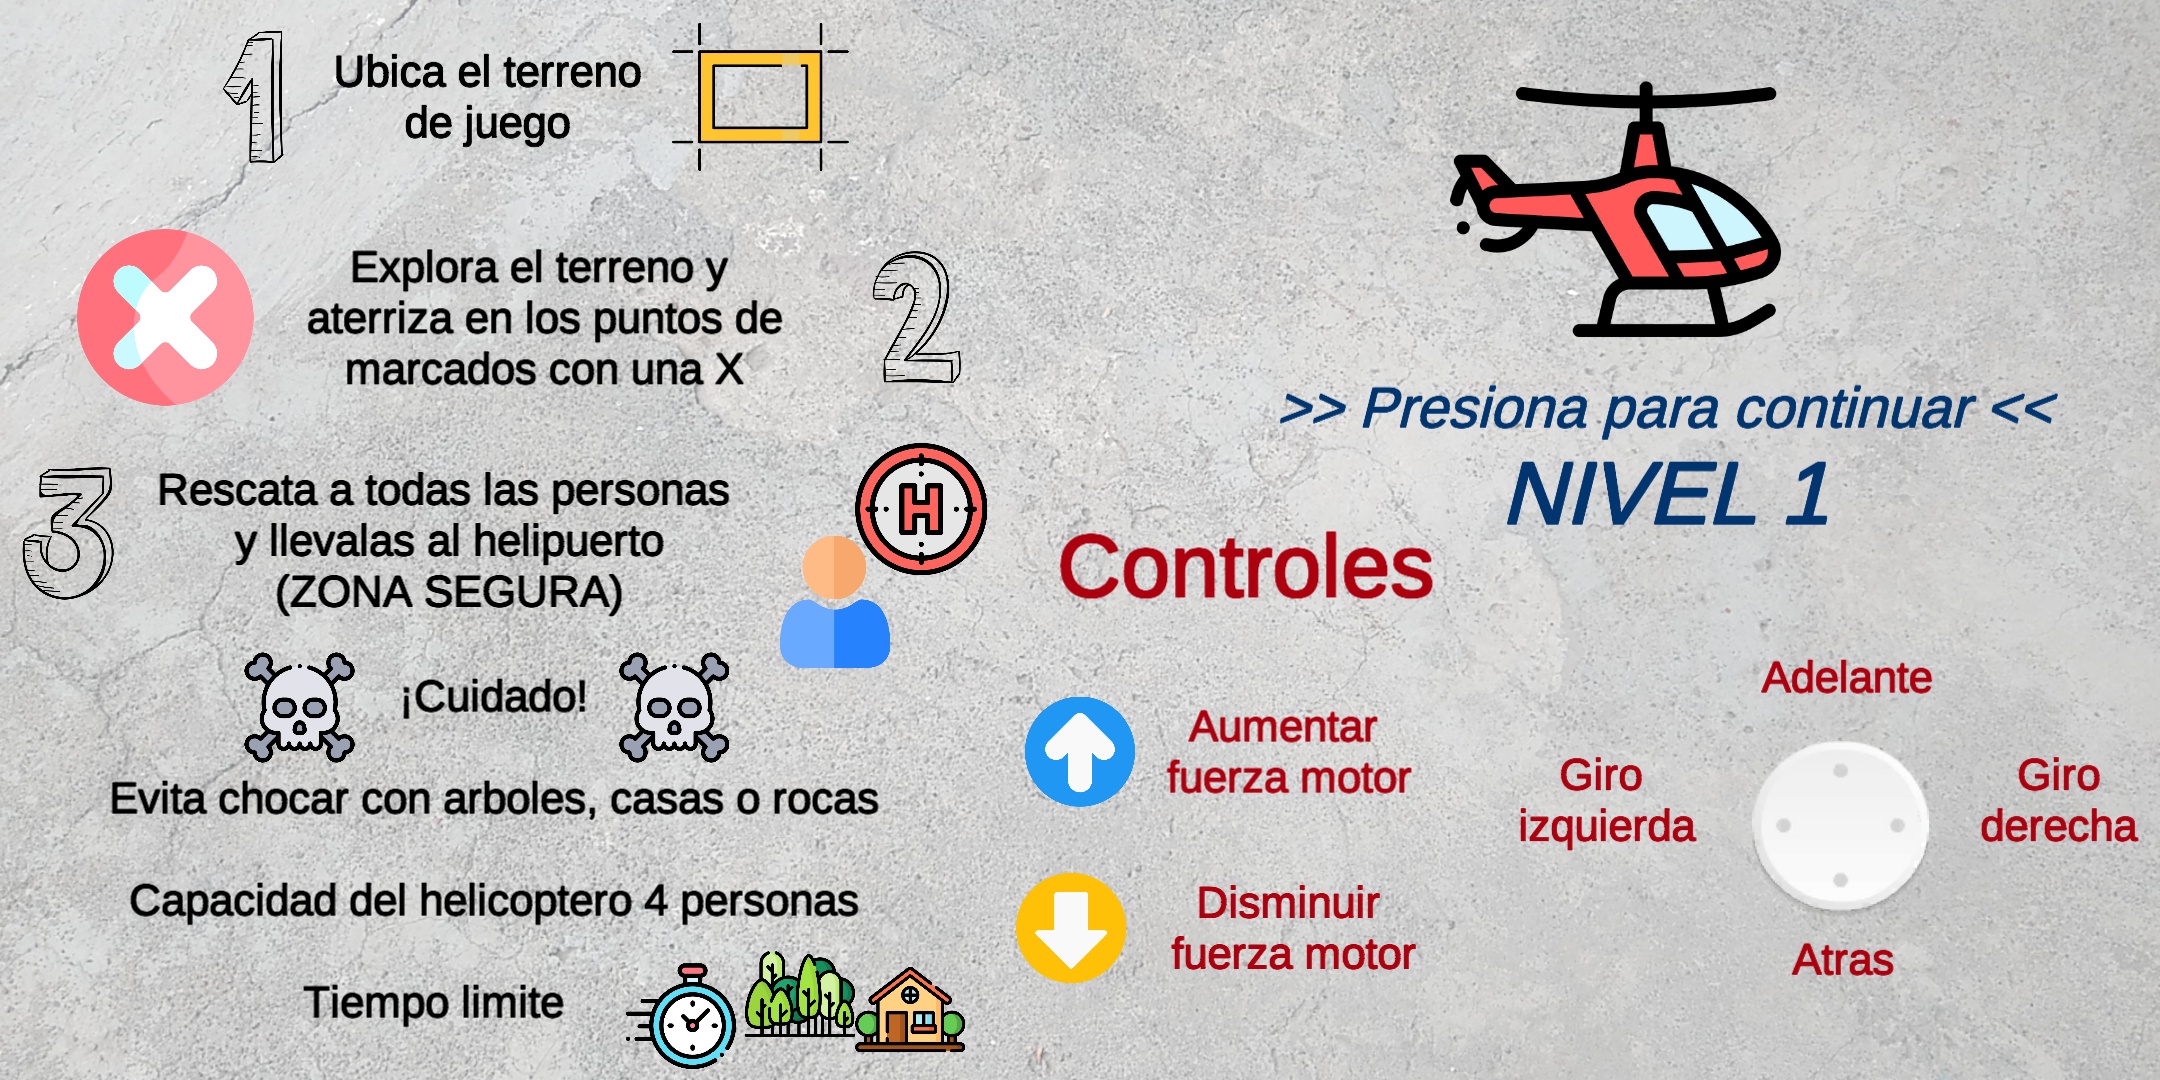 1
Ubica el terreno
de juego
Explora el terreno y
aterriza en los puntos de
marcados con una X
2
3
Rescata a todas las personas
y llevalas al helipuerto
(ZONA SEGURA)
H
¡Cuidado!
Evita chocar con arboles, casas o rocas
Capacidad del helicoptero 4 personas
Tiempo limite
>> Presiona para continuar <<
NIVEL 1
Controles
Aumentar
fuerza motor
Disminuir
fuerza motor
Adelante
Giro
izquierda
Giro
derecha
Atras